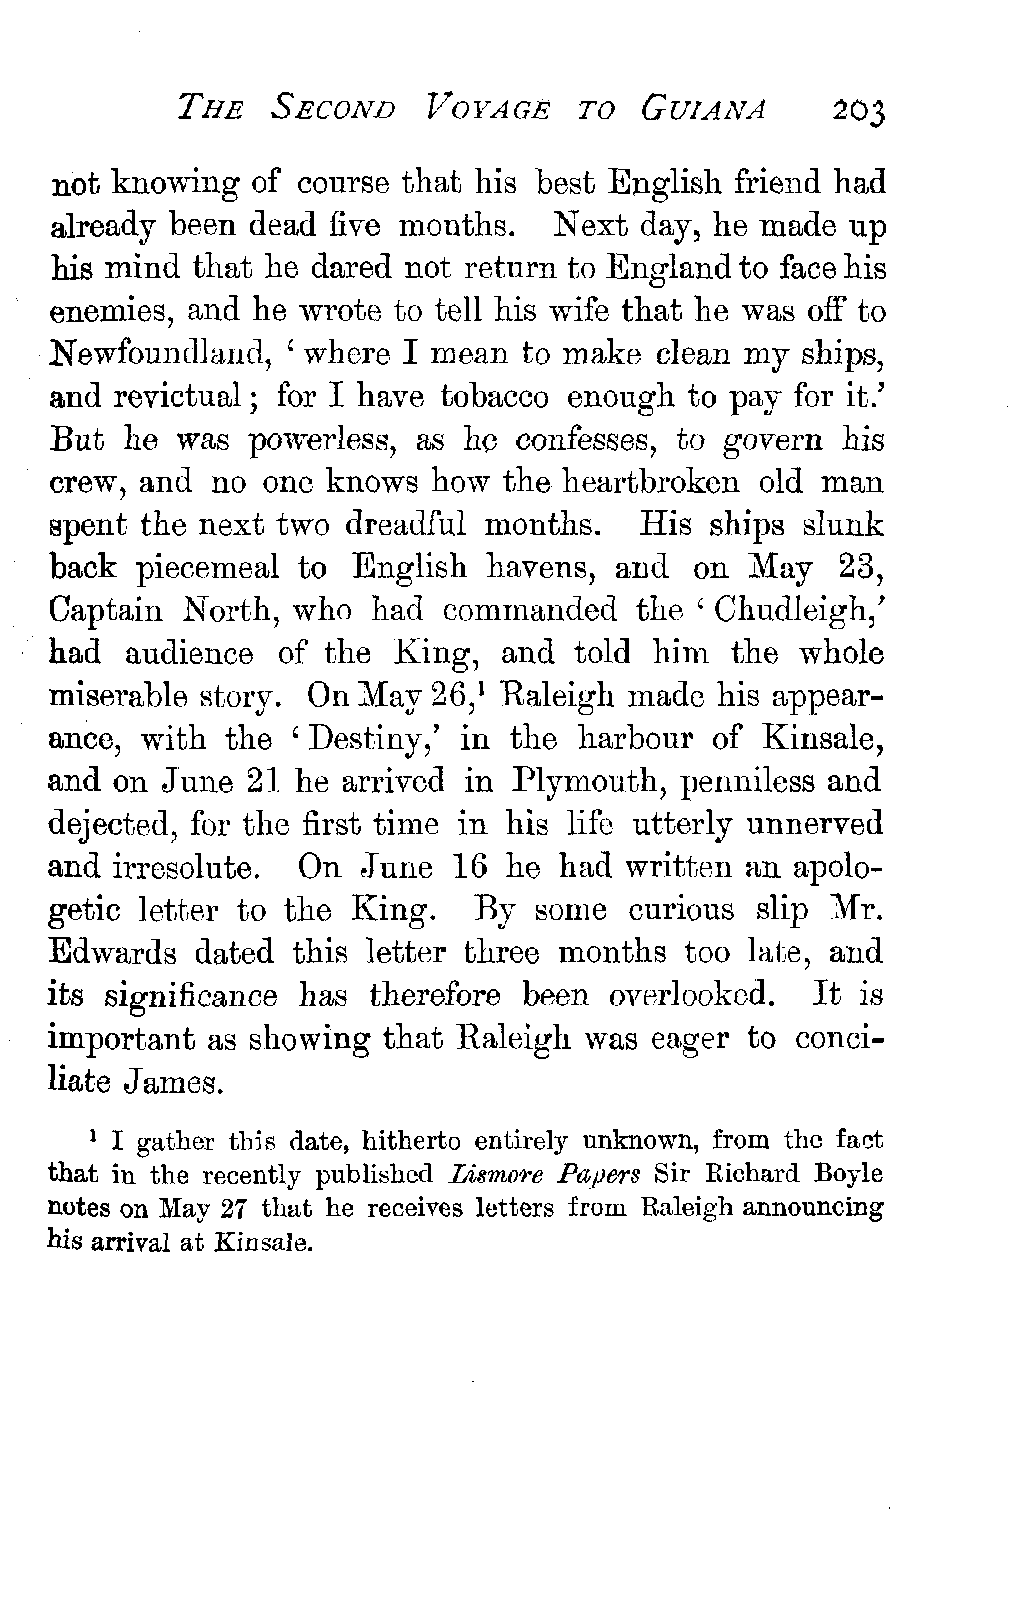 THE SECOND VOYAGE TO GUIANA 203
not knowing of course that his best English friend had
already been dead five months. Next day, he made up
his mind that he dared not return to England to face his
enemies, and he wrote to tell his wife that he was off to
Newfoundland, ‘ where I mean to make clean my ships,
and revictual ; for I have tobacco enough to pay for it.’
But he was powerless, as he confesses, to govern his
crew, and no one knows how the heartbroken old man
spent the next two dreadful months. His ships slunk
back piecemeal to English havens, and on May 23,
Captain North, who had commanded the ‘ Chudleigh,’
had audience of the King, and told him the whole
miserable story. On May 26,¹ Raleigh made his appear-
ance, with the ‘ Destiny,’ in the harbour of Kinsale,
and on June 21 he arrived in Plymouth, penniless and
dejected, for the first time in his life utterly unnerved
and irresolute. On June 16 he had written an apolo-
getic letter to the King. By some curious slip Mr.
Edwards dated this letter three months too late, and
its significance has therefore been overlooked. It is
important as showing that Raleigh was eager to conci-
liate James.
¹ I gather this date, hitherto entirely unknown, from the fact
that in the recently published Lismore Papers Sir Richard Boyle
notes on May 27 that he receives letters from Raleigh announcing
his arrival at Kinsale.